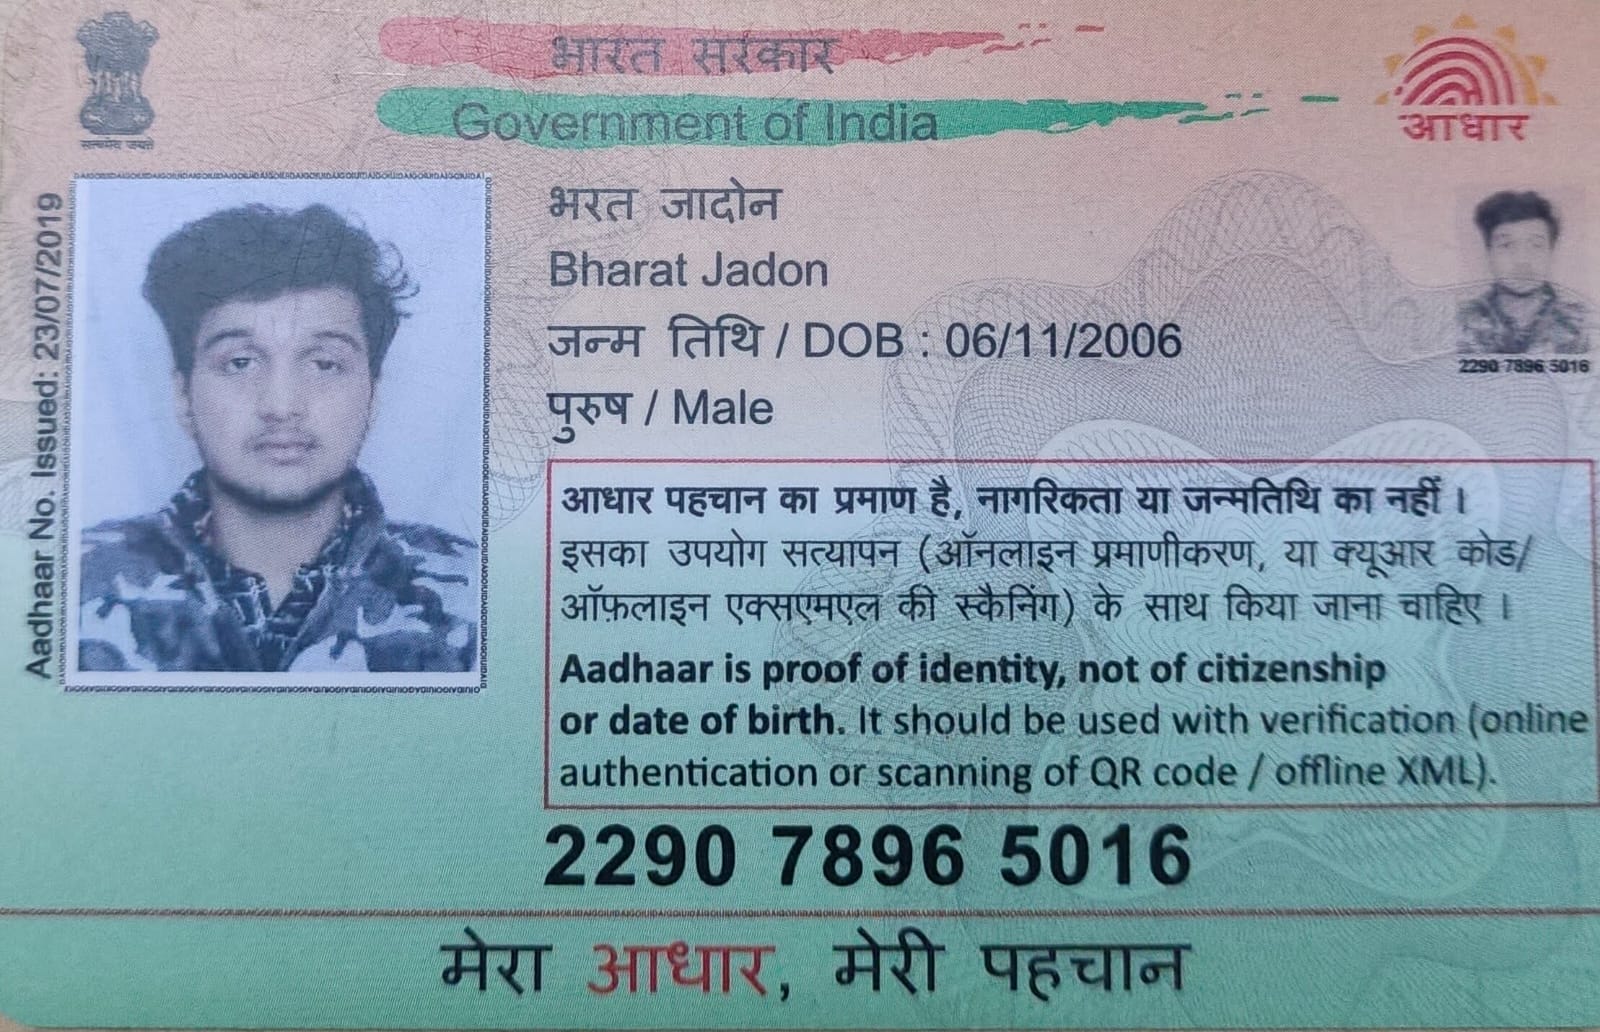 सत्यमेव जयते
भारत सरकार
Government of India
आधार
Aadhaar No. Issued: 23/07/2019
भरत जादोन
Bharat Jadon
जन्म तिथि / DOB : 06/11/2006
पुरुष / Male
2290 7896 5016
आधार पहचान का प्रमाण है, नागरिकता या जन्मतिथि का नहीं ।
इसका उपयोग सत्यापन (ऑनलाइन प्रमाणीकरण, या क्यूआर कोड/
ऑफ़लाइन एक्सएमएल की स्कैनिंग) के साथ किया जाना चाहिए ।
Aadhaar is proof of identity, not of citizenship
or date of birth. It should be used with verification (online
authentication or scanning of QR code / offline XML).
2290 7896 5016
मेरा आधार, मेरी पहचान